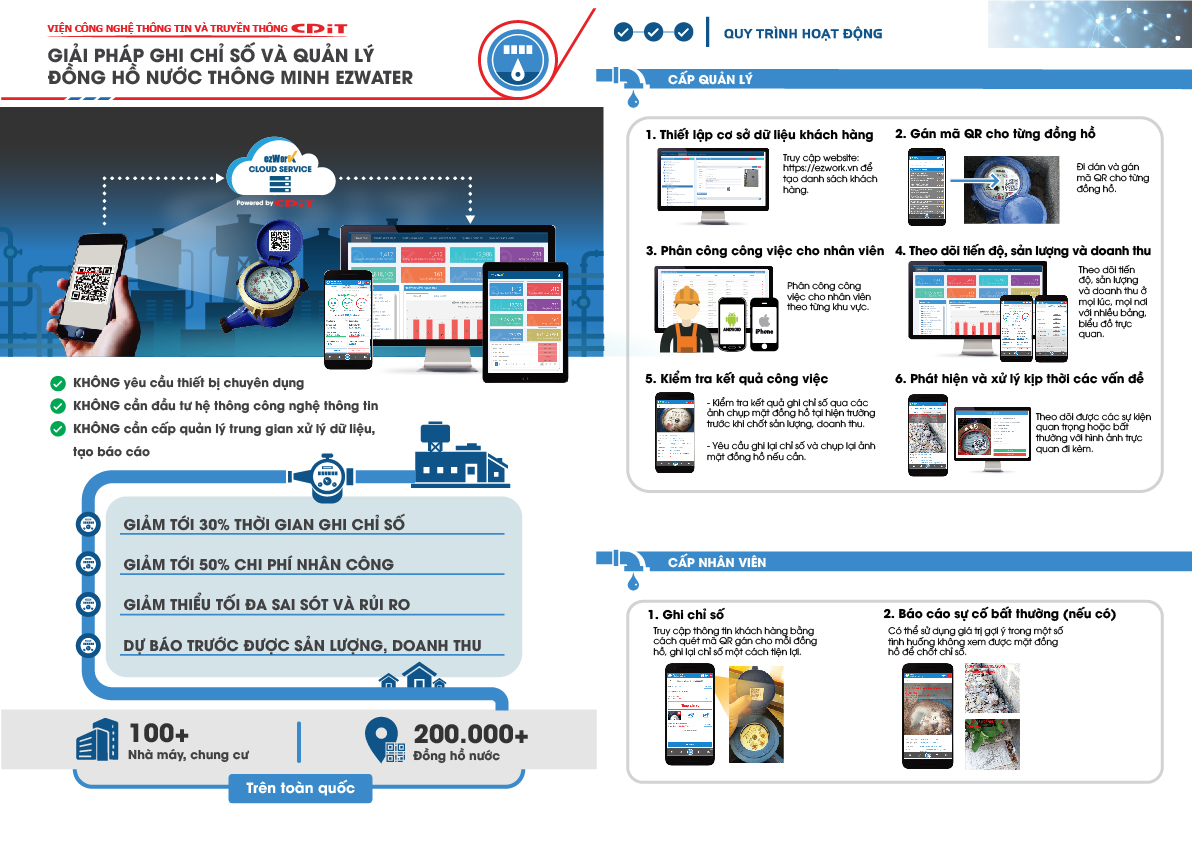 VIỆN CÔNG NGHỆ THÔNG TIN VÀ TRUYỀN THÔNG CDiT
GIẢI PHÁP GHI CHỈ SỐ VÀ QUẢN LÝ
ĐỒNG HỒ NƯỚC THÔNG MINH EZWATER
ezWork
CLOUD SERVICE
Powered by CDiT
KHÔNG yêu cầu thiết bị chuyên dụng
KHÔNG cần đầu tư hệ thông công nghệ thông tin
KHÔNG cần cấp quản lý trung gian xử lý dữ liệu,
tạo báo cáo
GIẢM TỚI 30% THỜI GIAN GHI CHỈ SỐ
GIẢM TỚI 50% CHI PHÍ NHÂN CÔNG
GIẢM THIỂU TỐI ĐA SAI SÓT VÀ RỦI RO
DỰ BÁO TRƯỚC ĐƯỢC SẢN LƯỢNG, DOANH THU
100+
Nhà máy, chung cư
200.000+
Đồng hồ nước
Trên toàn quốc
QUY TRÌNH HOẠT ĐỘNG
CẤP QUẢN LÝ
1. Thiết lập cơ sở dữ liệu khách hàng
Truy cập website:
https://ezwork.vn để
tạo danh sách khách
hàng.
2. Gán mã QR cho từng đồng hồ
Đi dán và gán
mã QR cho từng
đồng hồ.
3. Phân công công việc cho nhân viên
Phân công công
việc cho nhân viên
theo từng khu vực.
ANDROID
iPhone
4. Theo dõi tiến độ, sản lượng và doanh thu
Theo dõi tiến
độ, sản lượng
và doanh thu ở
mọi lúc, mọi nơi
với nhiều bảng,
biểu đồ trực
quan.
5. Kiểm tra kết quả công việc
- Kiểm tra kết quả ghi chỉ số qua các
ảnh chụp mặt đồng hồ tại hiện trường
trước khi chốt sản lượng, doanh thu.
- Yêu cầu ghi lại chỉ số và chụp lại ảnh
mặt đồng hồ nếu cần.
6. Phát hiện và xử lý kịp thời các vấn đề
Theo dõi được các sự kiện
quan trọng hoặc bất
thường với hình ảnh trực
quan đi kèm.
CẤP NHÂN VIÊN
1. Ghi chỉ số
Truy cập thông tin khách hàng bằng
cách quét mã QR gán cho mỗi đồng
hồ, ghi lại chỉ số một cách tiện lợi.
2. Báo cáo sự cố bất thường (nếu có)
Có thể sử dụng giá trị gợi ý trong một số
tình huống không xem được mặt đồng
hồ để chốt chỉ số.